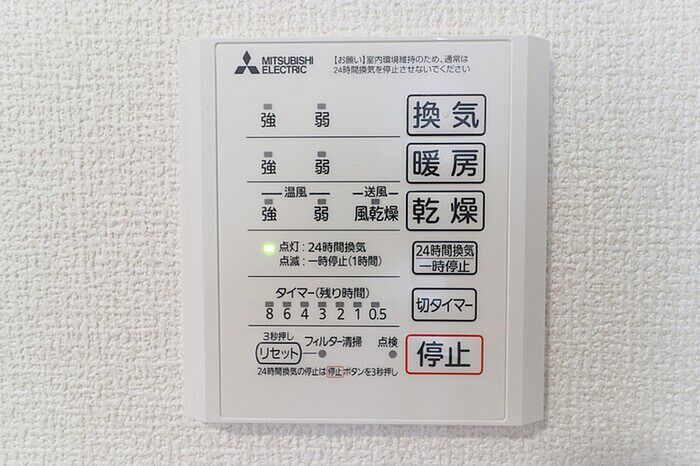 MITSUBISHI
ELECTRIC
【お願い】室内環境維持のため、通常は
24時間換気を停止させないでください
強 弱 換気
強 弱 暖房
温風 送風
強 弱 風乾燥 乾燥
点灯：24時間換気
点滅：一時停止(1時間)
24時間換気
一時停止
タイマー(残り時間)
8 6 4 3 2 1 0.5
切タイマー
3秒押し
リセット フィルター清掃 点検
停止
24時間換気の停止は停止ボタンを3秒押し